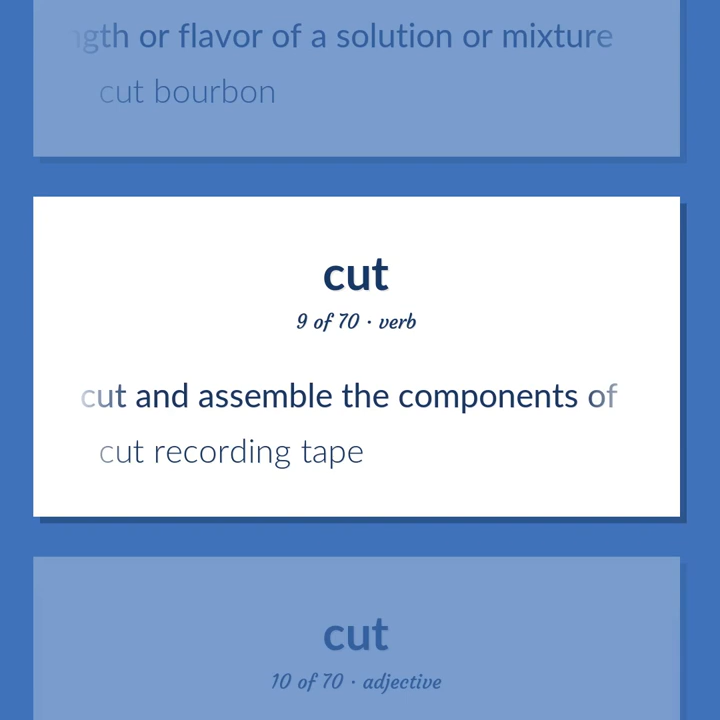 gth or flavor of a solution or mixture
cut bourbon
cut
9 of 70 · verb
cut and assemble the components of
cut recording tape
cut
10 of 70 · adjective